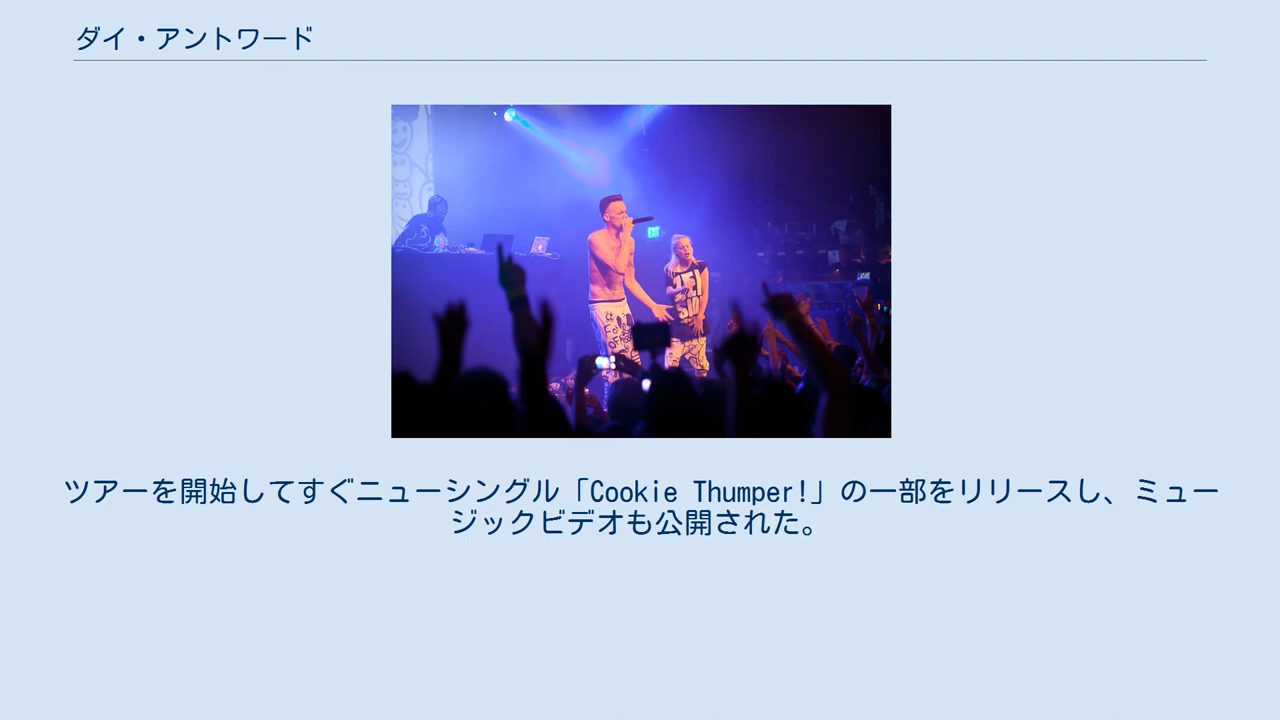 ダイ・アントワード
ツアーを開始してすぐニューシングル「Cookie Thumper!」の一部をリリースし、ミュー
ジックビデオも公開された。